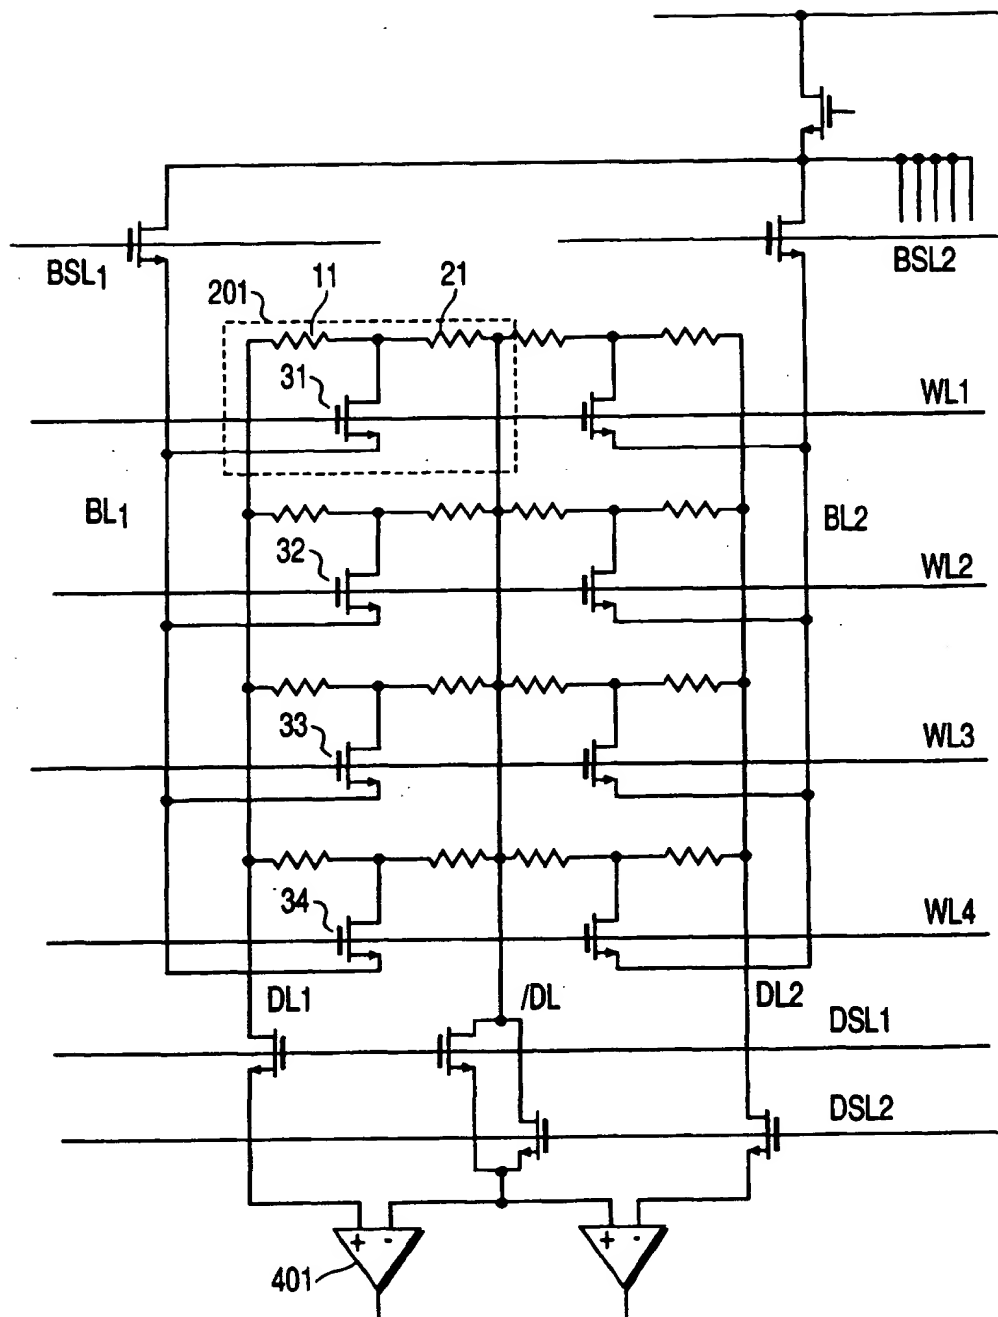 BSL1
BSL2
201
11
21
31
WL1
BL1
BL2
32
WL2
33
WL3
34
WL4
DL1
/DL
DL2
DSL1
DSL2
+
-
+
-
401